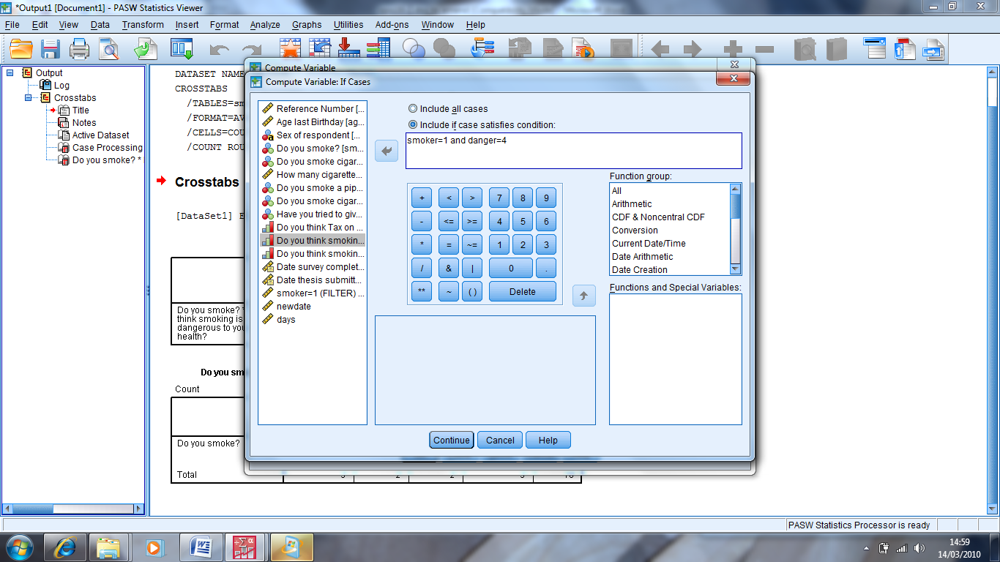 *Output1 [Document1] - PASW Statistics Viewer
File Edit View Data Transform Insert Format Analyze Graphs Utilities Add-ons Window Help
Output
Log
Crosstabs
Title
Notes
Active Dataset
Case Processing
Do you smoke? *
DATASET NAME
CROSSTABS
/TABLES=sm
/FORMAT=AV
/CELLS=COU
/COUNT ROU
Crosstabs
[DataSet1]
Do you smoke? *
think smoking is
dangerous to you
health?
Do you sm
Count
Do you smoke?
Total
Compute Variable
Compute Variable: If Cases
Reference Number [...
Age last Birthday [ag...
Sex of respondent [...
Do you smoke? [sm...
Do you smoke cigar...
How many cigarette...
Do you smoke a pip...
Do you smoke cigar...
Have you tried to giv...
Do you think Tax on ...
Do you think smokin...
Do you think smokin...
Date survey complet...
Date thesis submitt...
smoker=1 (FILTER) ...
newdate
days
Include all cases
Include if case satisfies condition:
smoker=1 and danger=4
+ < > 7 8 9
- <= >= 4 5 6
* = ~= 1 2 3
/ & | 0 .
** ~ ( ) Delete
Function group:
All
Arithmetic
CDF & Noncentral CDF
Conversion
Current Date/Time
Date Arithmetic
Date Creation
Functions and Special Variables:
Continue Cancel Help
PASW Statistics Processor is ready
14:59
14/03/2010